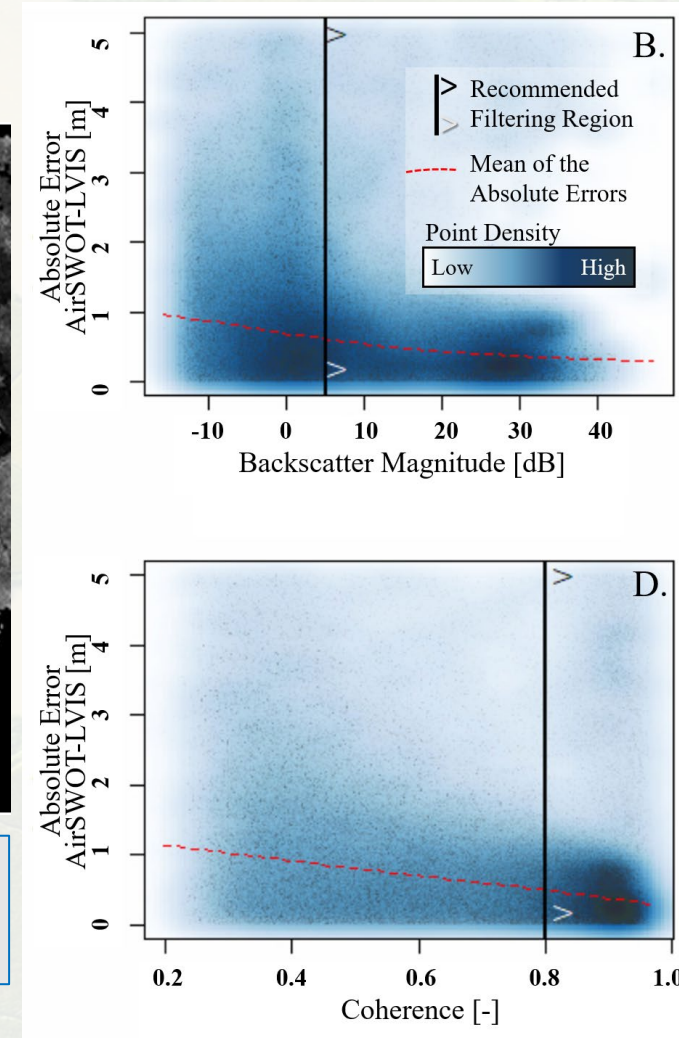 B.
5
4
3
2
1
0
Absolute Error
AirSWOT-LVIS [m]
> Recommended
> Filtering Region
Mean of the
Absolute Errors
Point Density
Low High
>
>
-10 0 10 20 30 40
Backscatter Magnitude [dB]
D.
5
4
3
2
1
0
Absolute Error
AirSWOT-LVIS [m]
>
>
0.2 0.4 0.6 0.8 1.0
Coherence [-]